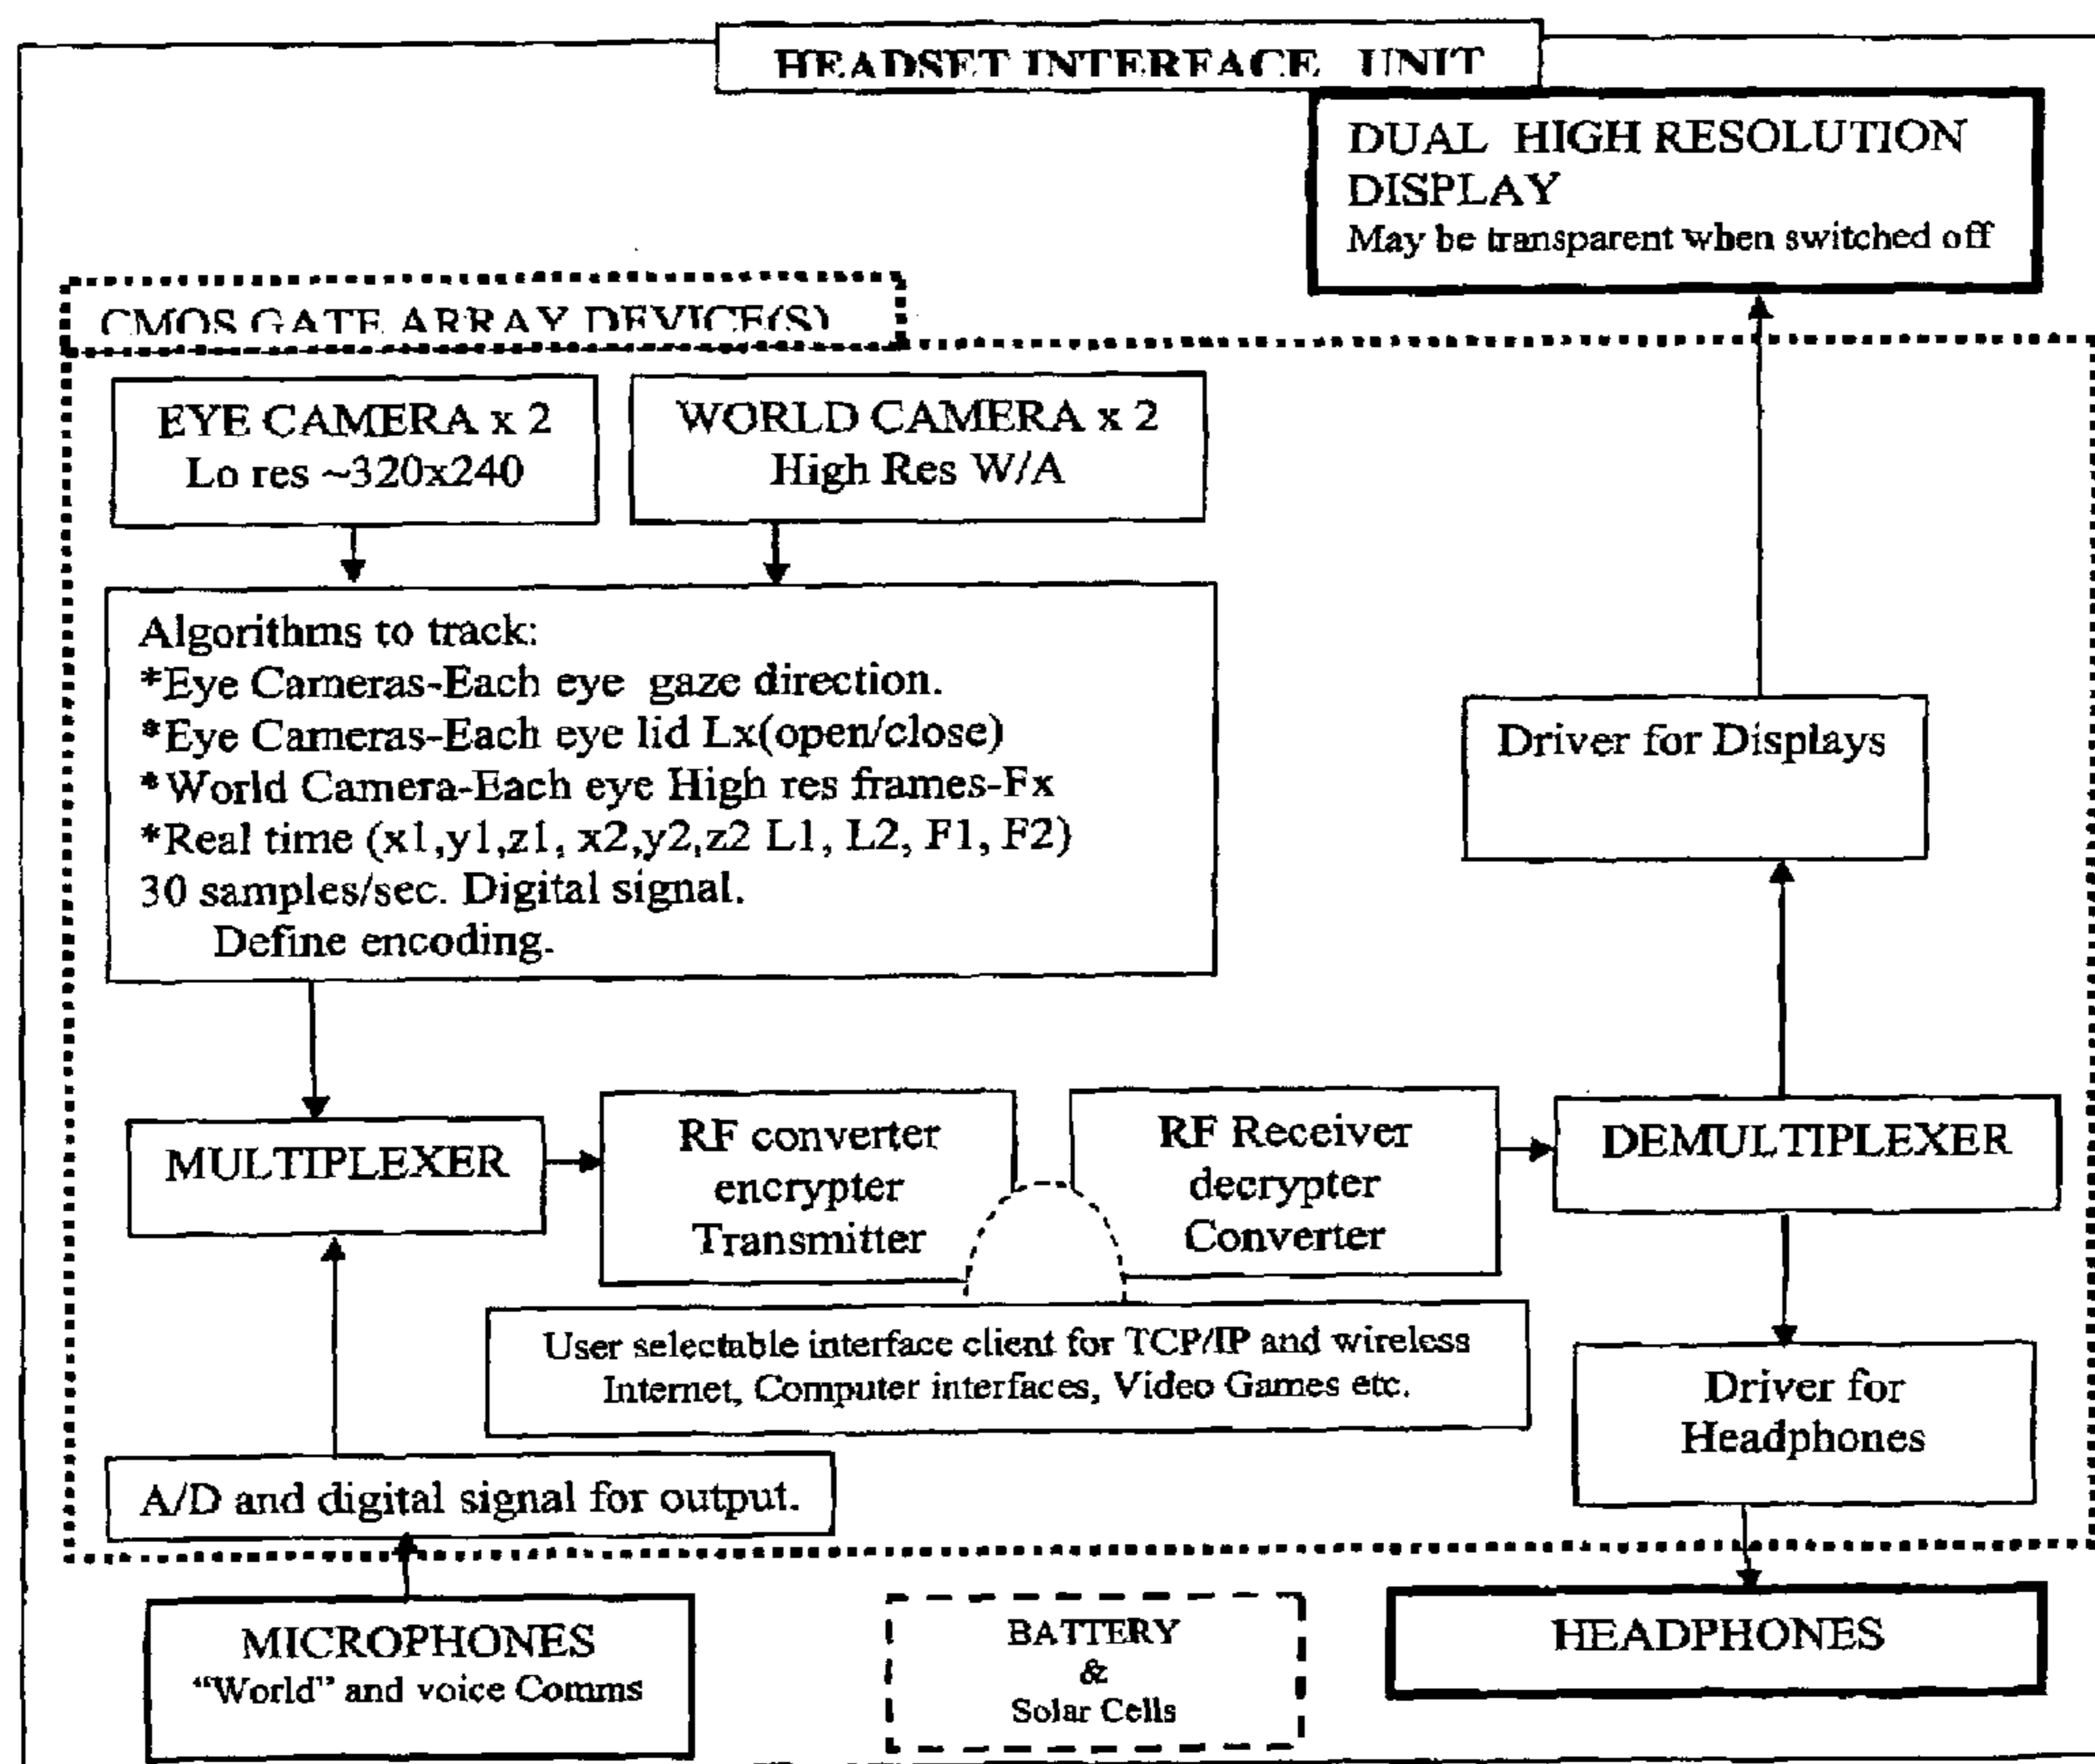 HEADSET INTERFACE UNIT
DUAL HIGH RESOLUTION
DISPLAY
May be transparent when switched off
CMOS GATE ARRAY DEVICE(S)
EYE CAMERA x 2
Lo res ~320x240
WORLD CAMERA x 2
High Res W/A
Algorithms to track:
*Eye Cameras-Each eye gaze direction.
*Eye Cameras-Each eye lid Lx(open/close)
*World Camera-Each eye High res frames-Fx
*Real time (x1,y1,z1, x2,y2,z2 L1, L2, F1, F2)
30 samples/sec. Digital signal.
Define encoding.
Driver for Displays
MULTIPLEXER
RF converter
encrypter
Transmitter
RF Receiver
decrypter
Converter
DEMULTIPLEXER
User selectable interface client for TCP/IP and wireless
Internet, Computer interfaces, Video Games etc.
Driver for
Headphones
A/D and digital signal for output.
MICROPHONES
“World” and voice Comms
BATTERY
&
Solar Cells
HEADPHONES